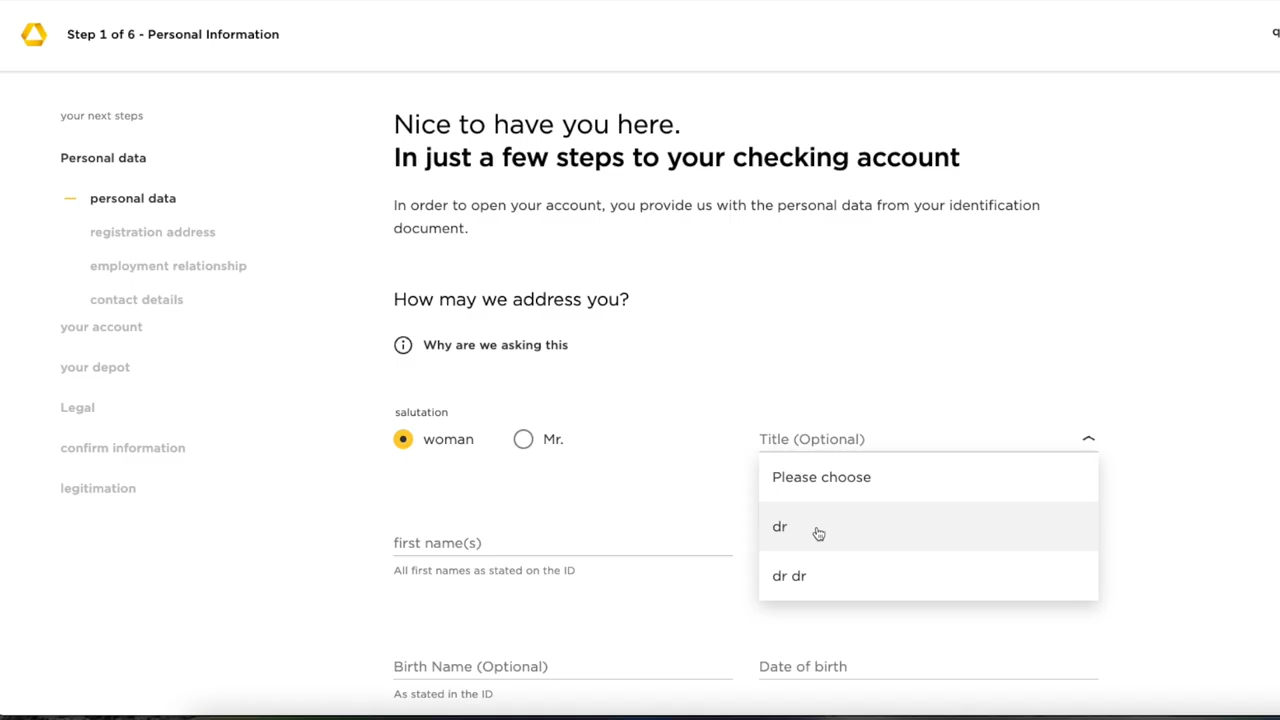 Step 1 of 6 - Personal Information
q
your next steps
Personal data
personal data
registration address
employment relationship
contact details
your account
your depot
Legal
confirm information
legitimation
Nice to have you here.
In just a few steps to your checking account
In order to open your account, you provide us with the personal data from your identification
document.
How may we address you?
Why are we asking this
salutation
woman
Mr.
Title (Optional)
Please choose
dr
dr dr
first name(s)
All first names as stated on the ID
Birth Name (Optional)
As stated in the ID
Date of birth